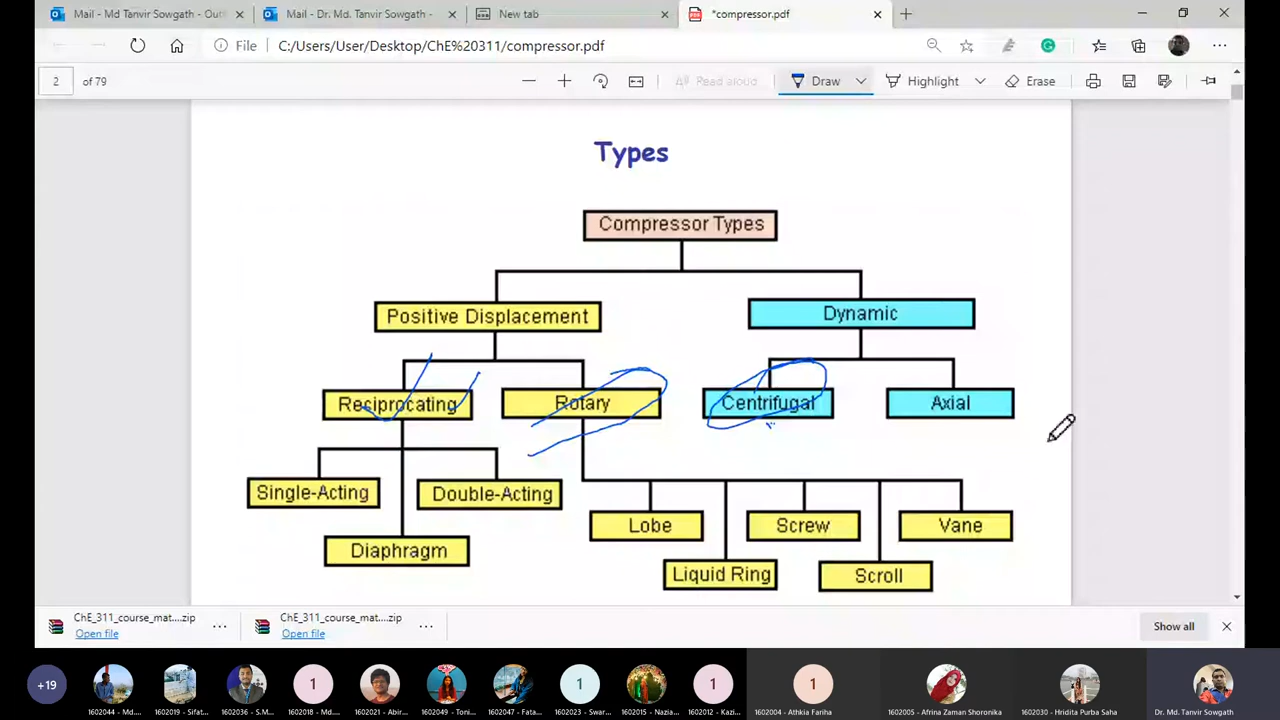 Mail - Md Tanvir Sowgath - Out
Mail - Dr. Md. Tanvir Sowgath -
New tab
*compressor.pdf
File
C:/Users/User/Desktop/ChE%20311/compressor.pdf
2 of 79
Read aloud
Draw
Highlight
Erase
Types
Compressor Types
Positive Displacement
Dynamic
Reciprocating
Rotary
Centrifugal
Axial
Single-Acting
Double-Acting
Lobe
Screw
Vane
Diaphragm
Liquid Ring
Scroll
ChE_311_course_mat....zip
Open file
ChE_311_course_mat....zip
Open file
Show all
+19
1
1
1
1
1602044 - Md...
1602019 - Sifat...
1602036 - S.M...
1602018 - Md...
1602021 - Abir...
1602049 - Toni...
1602047 - Fata...
1602023 - Swar...
1602015 - Nazia...
1602012 - Kazi...
1602004 - Athkia Fariha
1602005 - Afrina Zaman Shoronika
1602030 - Hridita Purba Saha
Dr. Md. Tanvir Sowgath